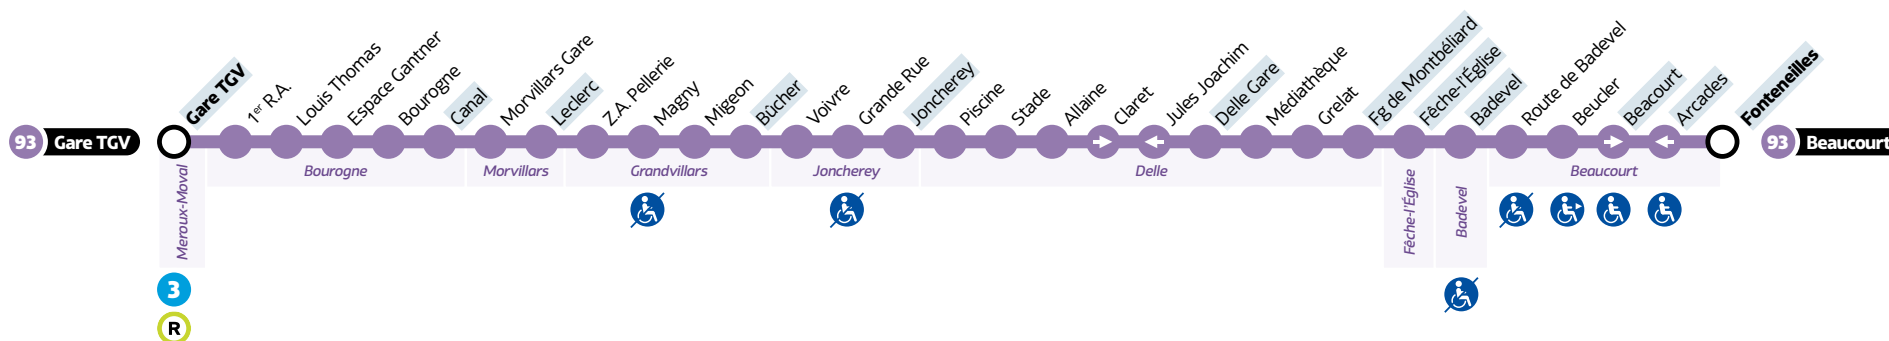 93 Gare TGV
Gare TGV
1er R.A.
Louis Thomas
Espace Gantner
Bourogne
Canal
Morvillars Gare
Leclerc
Z.A. Pellerie
Magny
Migeon
Bûcher
Voivre
Grande Rue
Joncherey
Piscine
Stade
Allaine
Claret
Jules Joachim
Delle Gare
Médiathèque
Grelat
Fg de Montbéliard
Fêche-l'Église
Badevel
Route de Badevel
Beucler
Beacourt
Arcades
Fonteneilles
93 Beaucourt
Meroux-Moval
Bourogne
Morvillars
Grandvillars
Joncherey
Delle
Fêche-l'Église
Badevel
Beaucourt
3
R